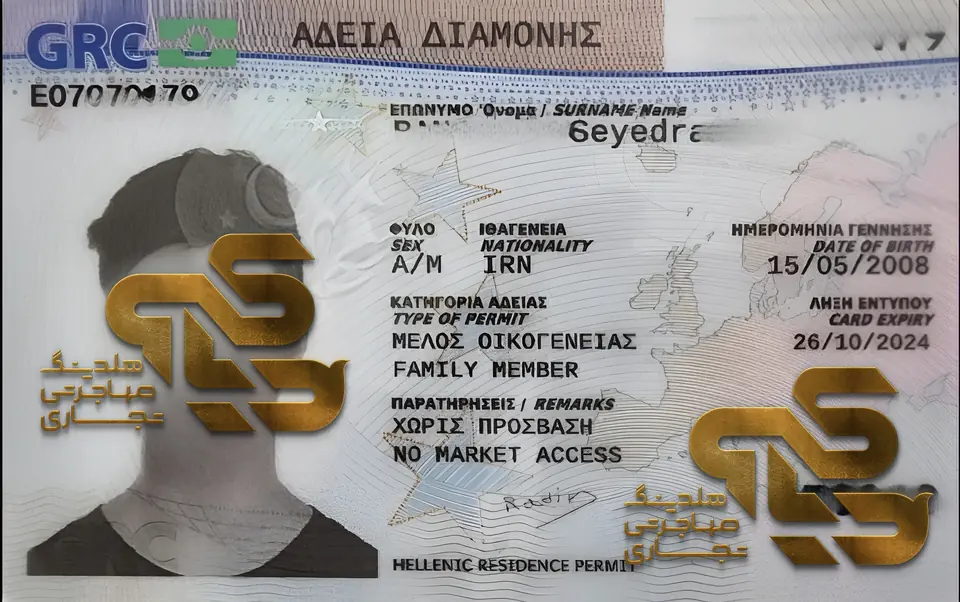 GRC ΑΔΕΙΑ ΔΙΑΜΟΝΗΣ
ΕΠΩΝΥΜΟ Όνομα / SURNAME Name
ΦΥΛΟ ΙΘΑΓΕΝΕΙΑ ΗΜΕΡΟΜΗΝΙΑ ΓΕΝΝΗΣΗΣ
SEX NATIONALITY DATE OF BIRTH
A/M IRN 15/05/2008
ΚΑΤΗΓΟΡΙΑ ΑΔΕΙΑΣ ΛΗΞΗ ΕΝΤΥΠΟΥ
TYPE OF PERMIT CARD EXPIRY
ΜΕΛΟΣ ΟΙΚΟΓΕΝΕΙΑΣ 26/10/2024
FAMILY MEMBER
ΠΑΡΑΤΗΡΗΣΕΙΣ / REMARKS
ΧΩΡΙΣ ΠΡΟΣΒΑΣΗ
NO MARKET ACCESS
HELLENIC RESIDENCE PERMIT
هلدینگ
مهاجرتی
تجاری
هلدینگ
مهاجرتی
تجاری